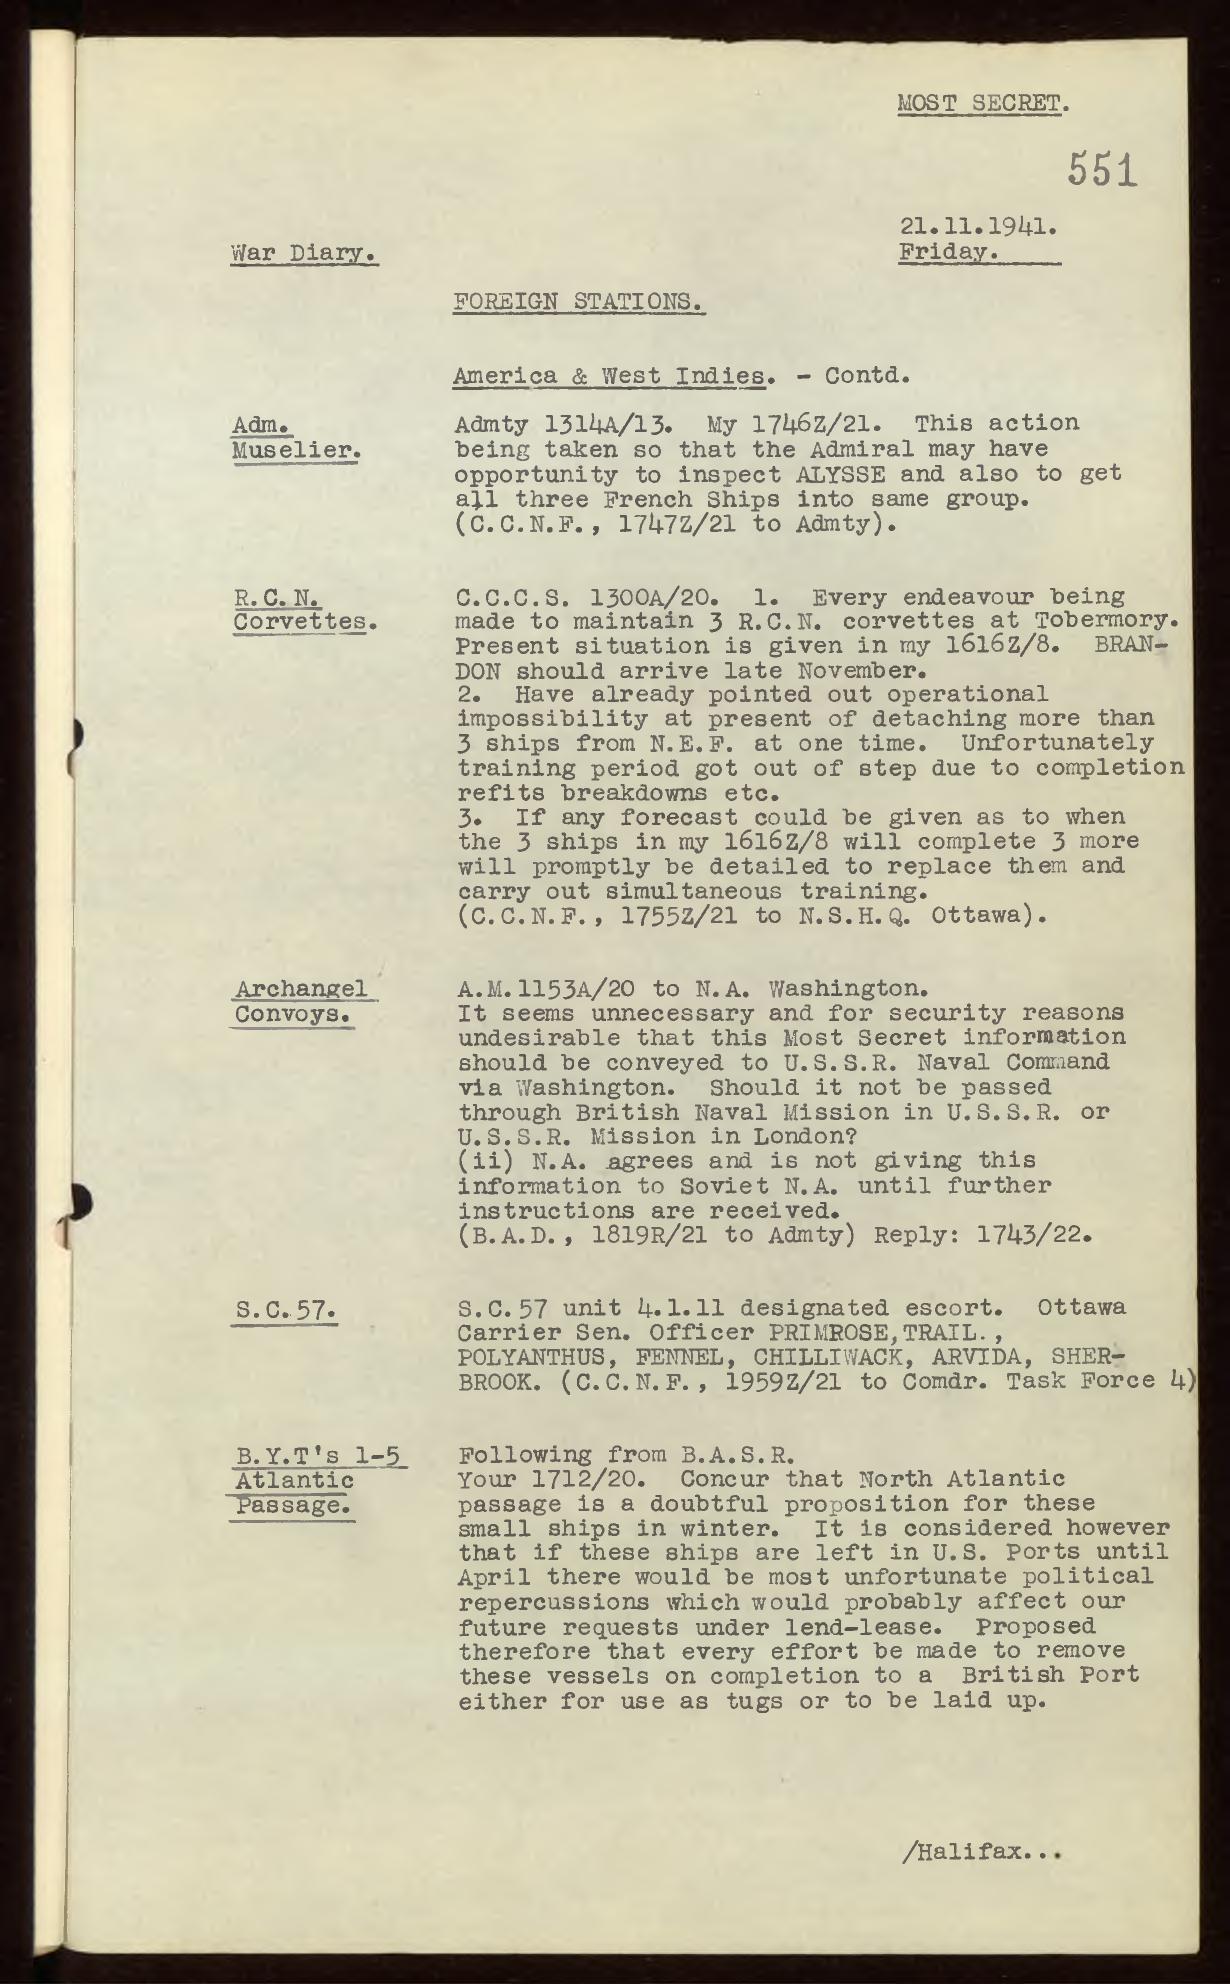 MOST SECRET.
551
21.11.1941.
War Diary.
Friday.
FOREIGN STATIONS.
America & West Indies. - Contd.
Adm.
Muselier.
Admty 1314A/13. My 1746Z/21. This action
being taken so that the Admiral may have
opportunity to inspect ALYSSE and also to get
all three French Ships into same group.
(C.C.N.F., 1747Z/21 to Admty).
R.C.N.
Corvettes.
C.C.C.S. 1300A/20. 1. Every endeavour being
made to maintain 3 R.C.N. corvettes at Tobermory.
Present situation is given in my 1616Z/8. BRAN-
DON should arrive late November.
2. Have already pointed out operational
impossibility at present of detaching more than
3 ships from N.E.F. at one time. Unfortunately
training period got out of step due to completion
refits breakdowns etc.
3. If any forecast could be given as to when
the 3 ships in my 1616Z/8 will complete 3 more
will promptly be detailed to replace them and
carry out simultaneous training.
(C.C.N.F., 1755Z/21 to N.S.H.Q. Ottawa).
Archangel
Convoys.
A.M.1153A/20 to N.A. Washington.
It seems unnecessary and for security reasons
undesirable that this Most Secret information
should be conveyed to U.S.S.R. Naval Command
via Washington. Should it not be passed
through British Naval Mission in U.S.S.R. or
U.S.S.R. Mission in London?
(ii) N.A. agrees and is not giving this
information to Soviet N.A. until further
instructions are received.
(B.A.D., 1819R/21 to Admty) Reply: 1743/22.
S.C.57.
S.C.57 unit 4.1.11 designated escort. Ottawa
Carrier Sen. Officer PRIMROSE,TRAIL.,
POLYANTHUS, FENNEL, CHILLIWACK, ARVIDA, SHER-
BROOK. (C.C.N.F., 1959Z/21 to Comdr. Task Force 4)
B.Y.T's 1-5
Atlantic
Passage.
Following from B.A.S.R.
Your 1712/20. Concur that North Atlantic
passage is a doubtful proposition for these
small ships in winter. It is considered however
that if these ships are left in U.S. Ports until
April there would be most unfortunate political
repercussions which would probably affect our
future requests under lend-lease. Proposed
therefore that every effort be made to remove
these vessels on completion to a British Port
either for use as tugs or to be laid up.
/Halifax...